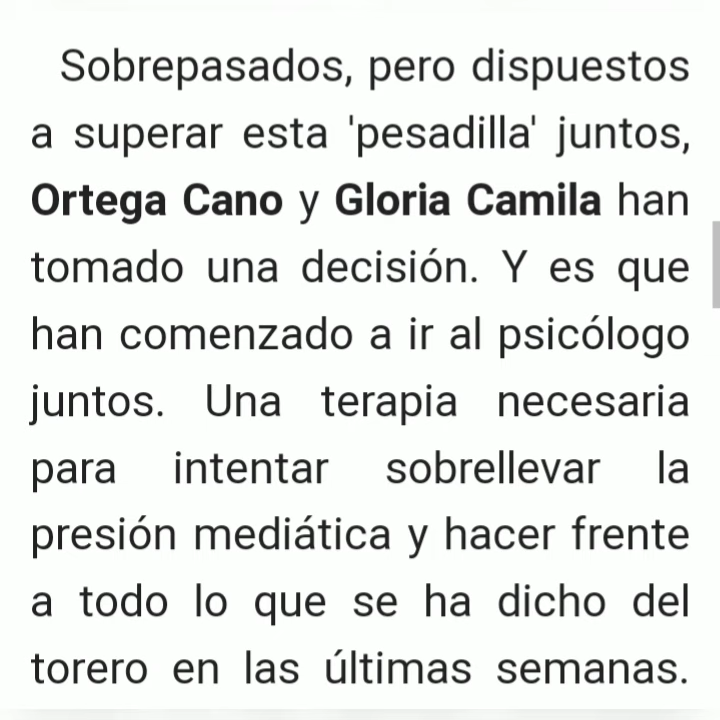 Sobrepasados, pero dispuestos
a superar esta 'pesadilla' juntos,
Ortega Cano y Gloria Camila han
tomado una decisión. Y es que
han comenzado a ir al psicólogo
juntos. Una terapia necesaria
para intentar sobrellevar la
presión mediática y hacer frente
a todo lo que se ha dicho del
torero en las últimas semanas.